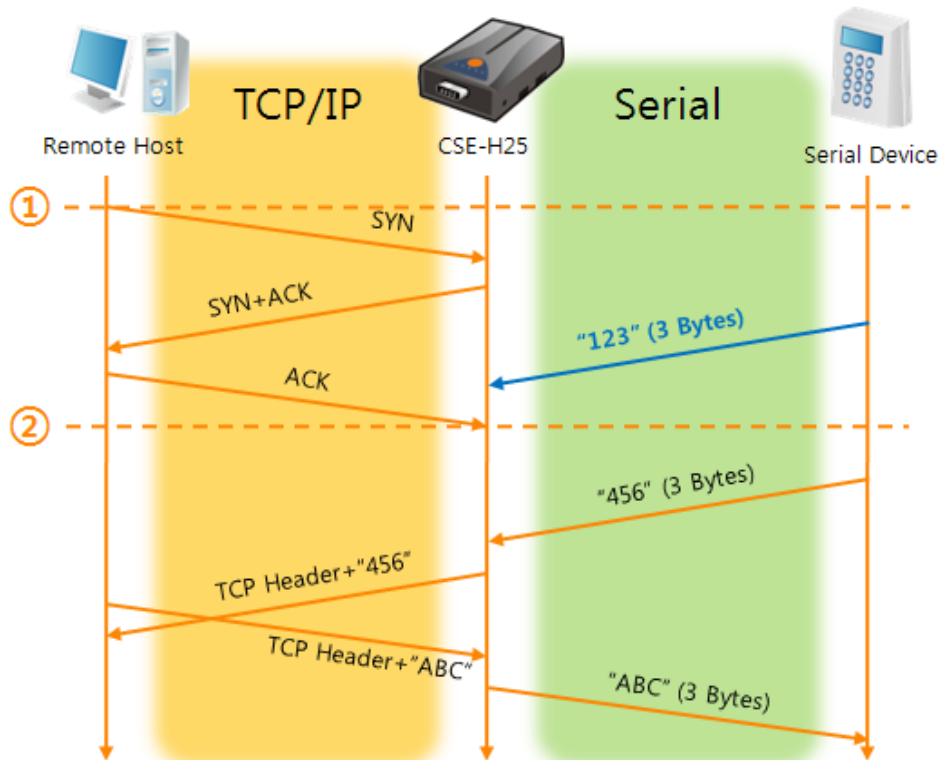 TCP/IP
Serial
Remote Host
CSE-H25
Serial Device
①
SYN
SYN+ACK
“123” (3 Bytes)
ACK
②
“456” (3 Bytes)
TCP Header+“456”
TCP Header+“ABC”
“ABC” (3 Bytes)